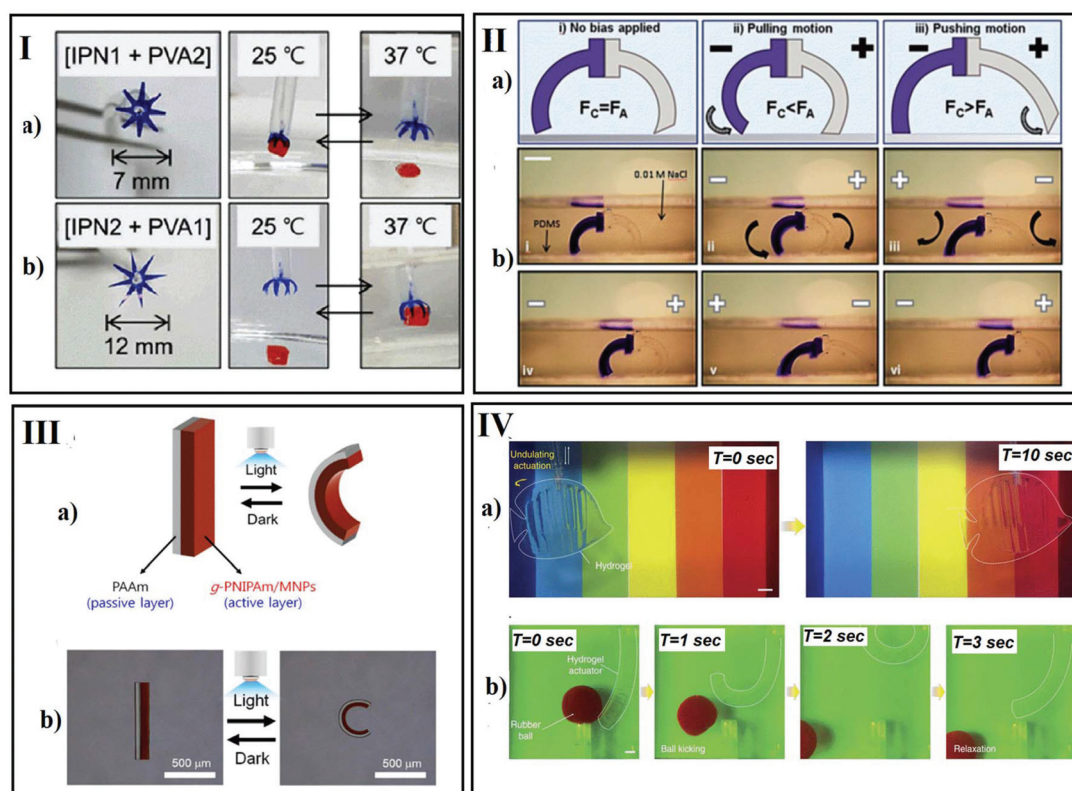 I
[IPN1 + PVA2]
25 ℃
37 ℃
a)
7 mm
[IPN2 + PVA1]
25 ℃
37 ℃
b)
12 mm
II
i) No bias applied
ii) Pulling motion
iii) Pushing motion
a)
− +
− +
F_C=F_A
F_C<F_A
F_C>F_A
b)
0.01 M NaCl
PDMS
− +
+ −
i
ii
iii
− +
+ −
− +
iv
v
vi
III
a)
Light
Dark
PAAm
(passive layer)
g-PNIPAm/MNPs
(active layer)
b)
Light
Dark
500 μm
500 μm
IV
a)
Undulating
actuation
T=0 sec
T=10 sec
Hydrogel
b)
T=0 sec
T=1 sec
T=2 sec
T=3 sec
Hydrogel
actuator
Rubber
ball
Ball kicking
Relaxation